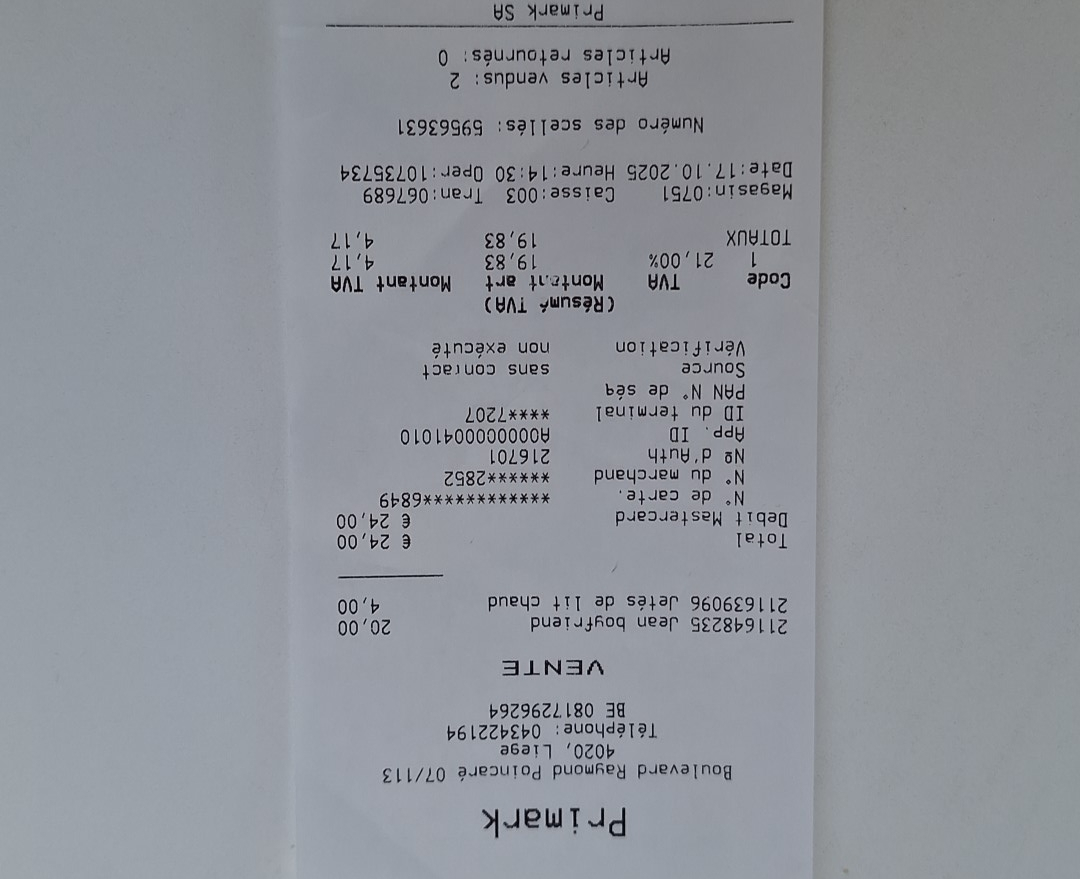 Primark
Boulevard Raymond Poincaré 07/113
4020, Liege
Téléphone: 043422194
BE 0817296264
VENTE
211648235 Jean boyfriend 20,00
211639096 Jetés de lit chaud 4,00
Total € 24,00
Debit Mastercard € 24,00
N° de carte. *************6849
N° du marchand *******2852
Nº d'Auth 216701
App. ID A0000000041010
ID du terminal ****7207
PAN N° de séq
Source sans contact
Vérification non exécuté
(Résumé TVA)
Code TVA Montant art Montant TVA
1 21,00% 19,83 4,17
TOTAUX 19,83 4,17
Magasin:0751 Caisse:003 Tran:067689
Date:17.10.2025 Heure:14:30 Oper:10735734
Numéro des scellés: 59563631
Articles vendus: 2
Articles retournés: 0
Primark SA